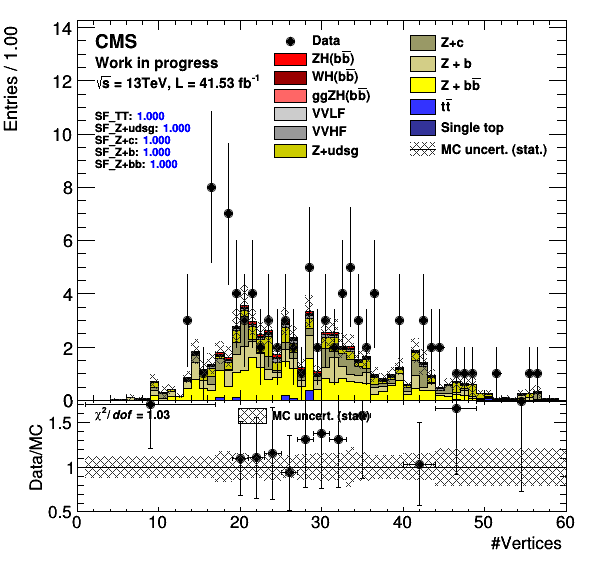 CMS
Work in progress
√s = 13TeV, L = 41.53 fb⁻¹
SF_TT: 1.000
SF_Z+udsg: 1.000
SF_Z+c: 1.000
SF_Z+b: 1.000
SF_Z+bb: 1.000
Data
ZH(bb̅)
WH(bb̅)
ggZH(bb̅)
VVLF
VVHF
Z+udsg
Z+c
Z + b
Z + bb̅
tt̅
Single top
MC uncert. (stat.)
Entries / 1.00
14
12
10
8
6
4
2
0
χ²/dof = 1.03
MC uncert. (stat.)
Data/MC
1.5
1
0.5
0 10 20 30 40 50 60
#Vertices